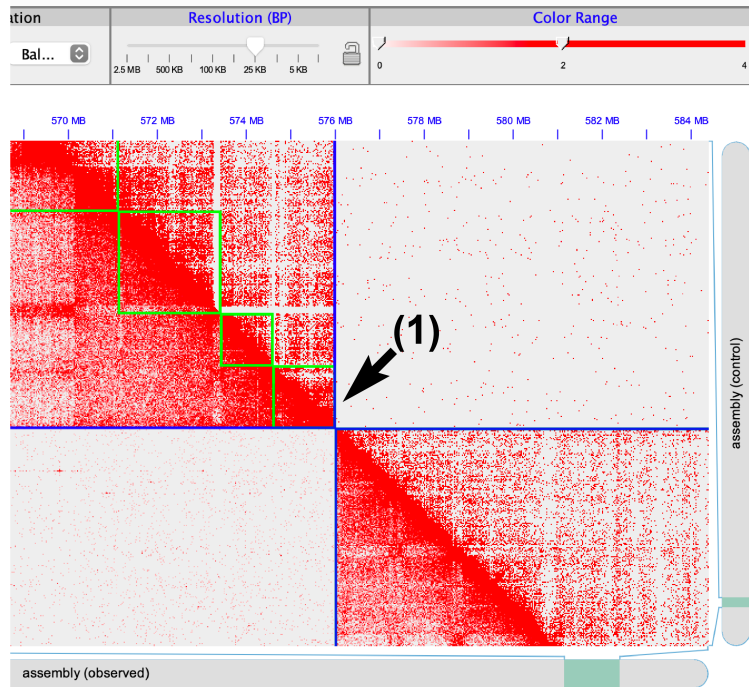 ation
Resolution (BP)
Color Range
Bal...
2.5 MB
500 KB
100 KB
25 KB
5 KB
0
2
4
570 MB
572 MB
574 MB
576 MB
578 MB
580 MB
582 MB
584 MB
(1)
assembly (control)
assembly (observed)